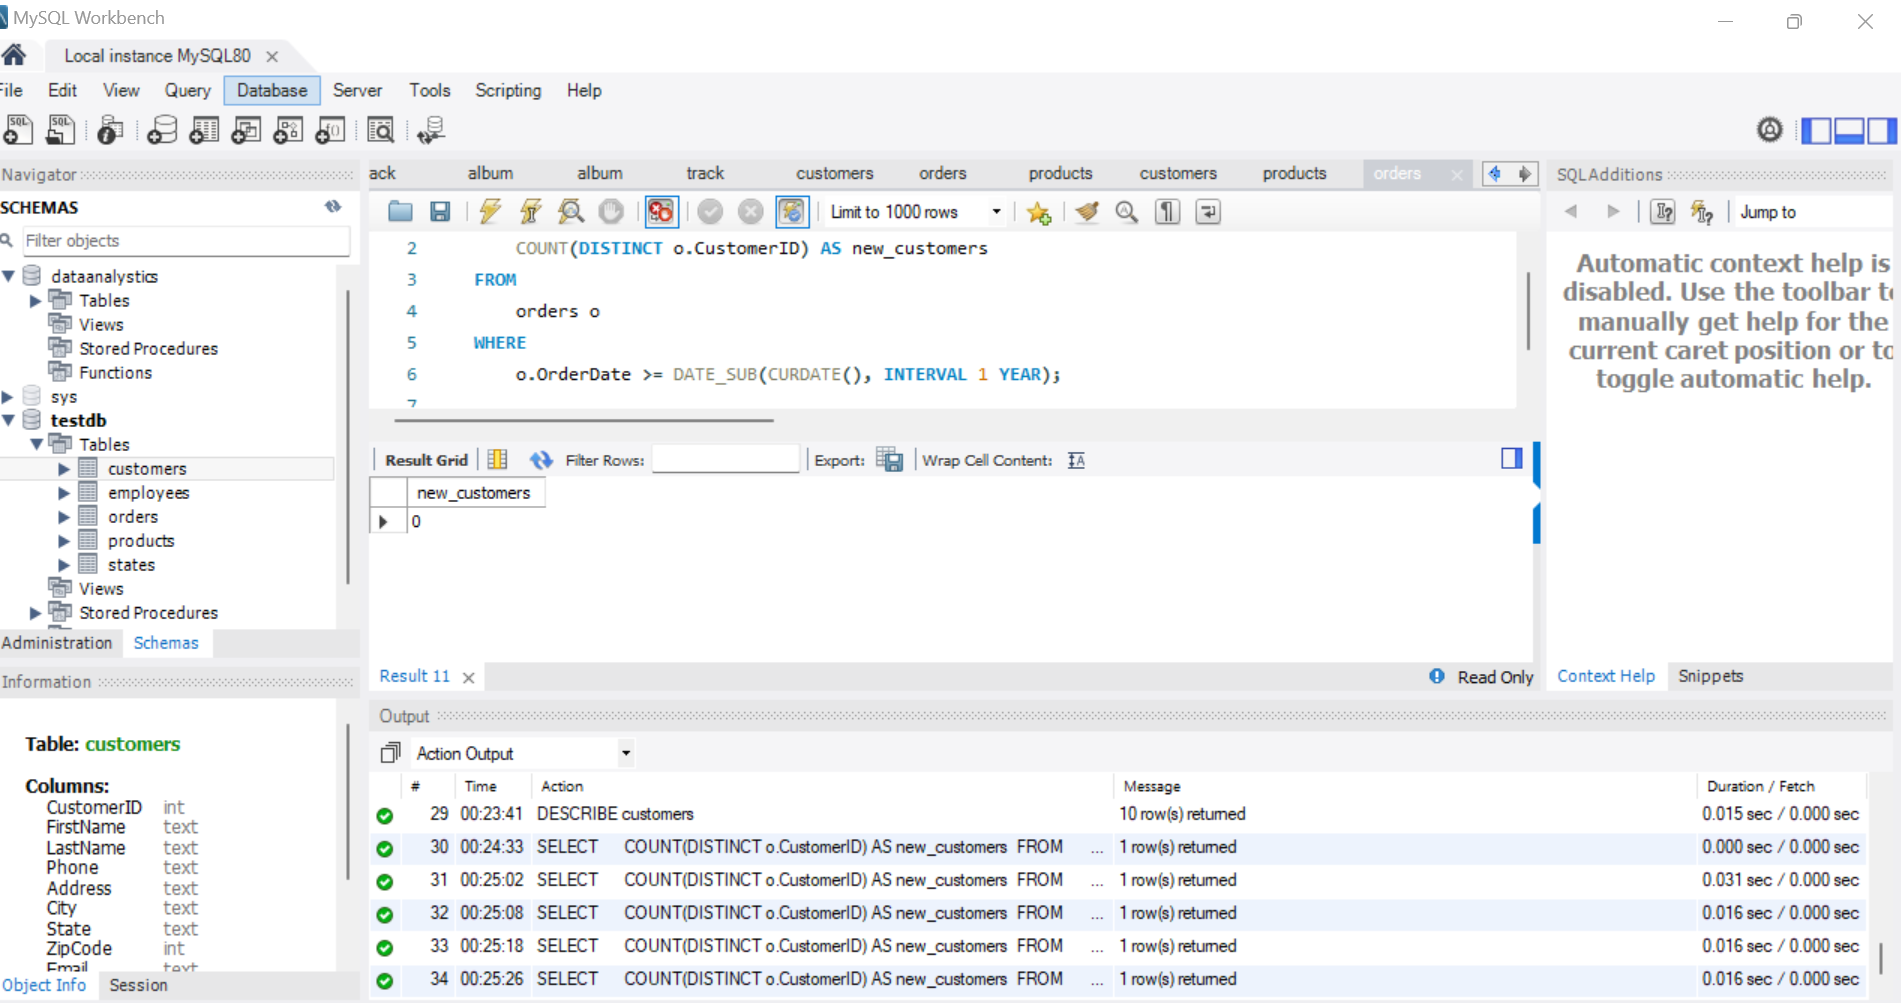 MySQL Workbench
Local instance MySQL80
File Edit View Query Database Server Tools Scripting Help
Navigator
SCHEMAS
Filter objects
dataanalystics
Tables
Views
Stored Procedures
Functions
sys
testdb
Tables
customers
employees
orders
products
states
Views
Stored Procedures
Administration Schemas
Information
Table: customers
Columns:
CustomerID int
FirstName text
LastName text
Phone text
Address text
City text
State text
ZipCode int
Email text
Object Info Session
ack album album track customers orders products customers products orders
Limit to 1000 rows
2 COUNT(DISTINCT o.CustomerID) AS new_customers
3 FROM
4 orders o
5 WHERE
6 o.OrderDate >= DATE_SUB(CURDATE(), INTERVAL 1 YEAR);
7
Result Grid Filter Rows: Export: Wrap Cell Content:
new_customers
0
Result 11 Read Only
SQLAdditions
Jump to
Automatic context help is
disabled. Use the toolbar to
manually get help for the
current caret position or to
toggle automatic help.
Context Help Snippets
Output
Action Output
# Time Action Message Duration / Fetch
29 00:23:41 DESCRIBE customers 10 row(s) returned 0.015 sec / 0.000 sec
30 00:24:33 SELECT COUNT(DISTINCT o.CustomerID) AS new_customers FROM ... 1 row(s) returned 0.000 sec / 0.000 sec
31 00:25:02 SELECT COUNT(DISTINCT o.CustomerID) AS new_customers FROM ... 1 row(s) returned 0.031 sec / 0.000 sec
32 00:25:08 SELECT COUNT(DISTINCT o.CustomerID) AS new_customers FROM ... 1 row(s) returned 0.016 sec / 0.000 sec
33 00:25:18 SELECT COUNT(DISTINCT o.CustomerID) AS new_customers FROM ... 1 row(s) returned 0.016 sec / 0.000 sec
34 00:25:26 SELECT COUNT(DISTINCT o.CustomerID) AS new_customers FROM ... 1 row(s) returned 0.016 sec / 0.000 sec